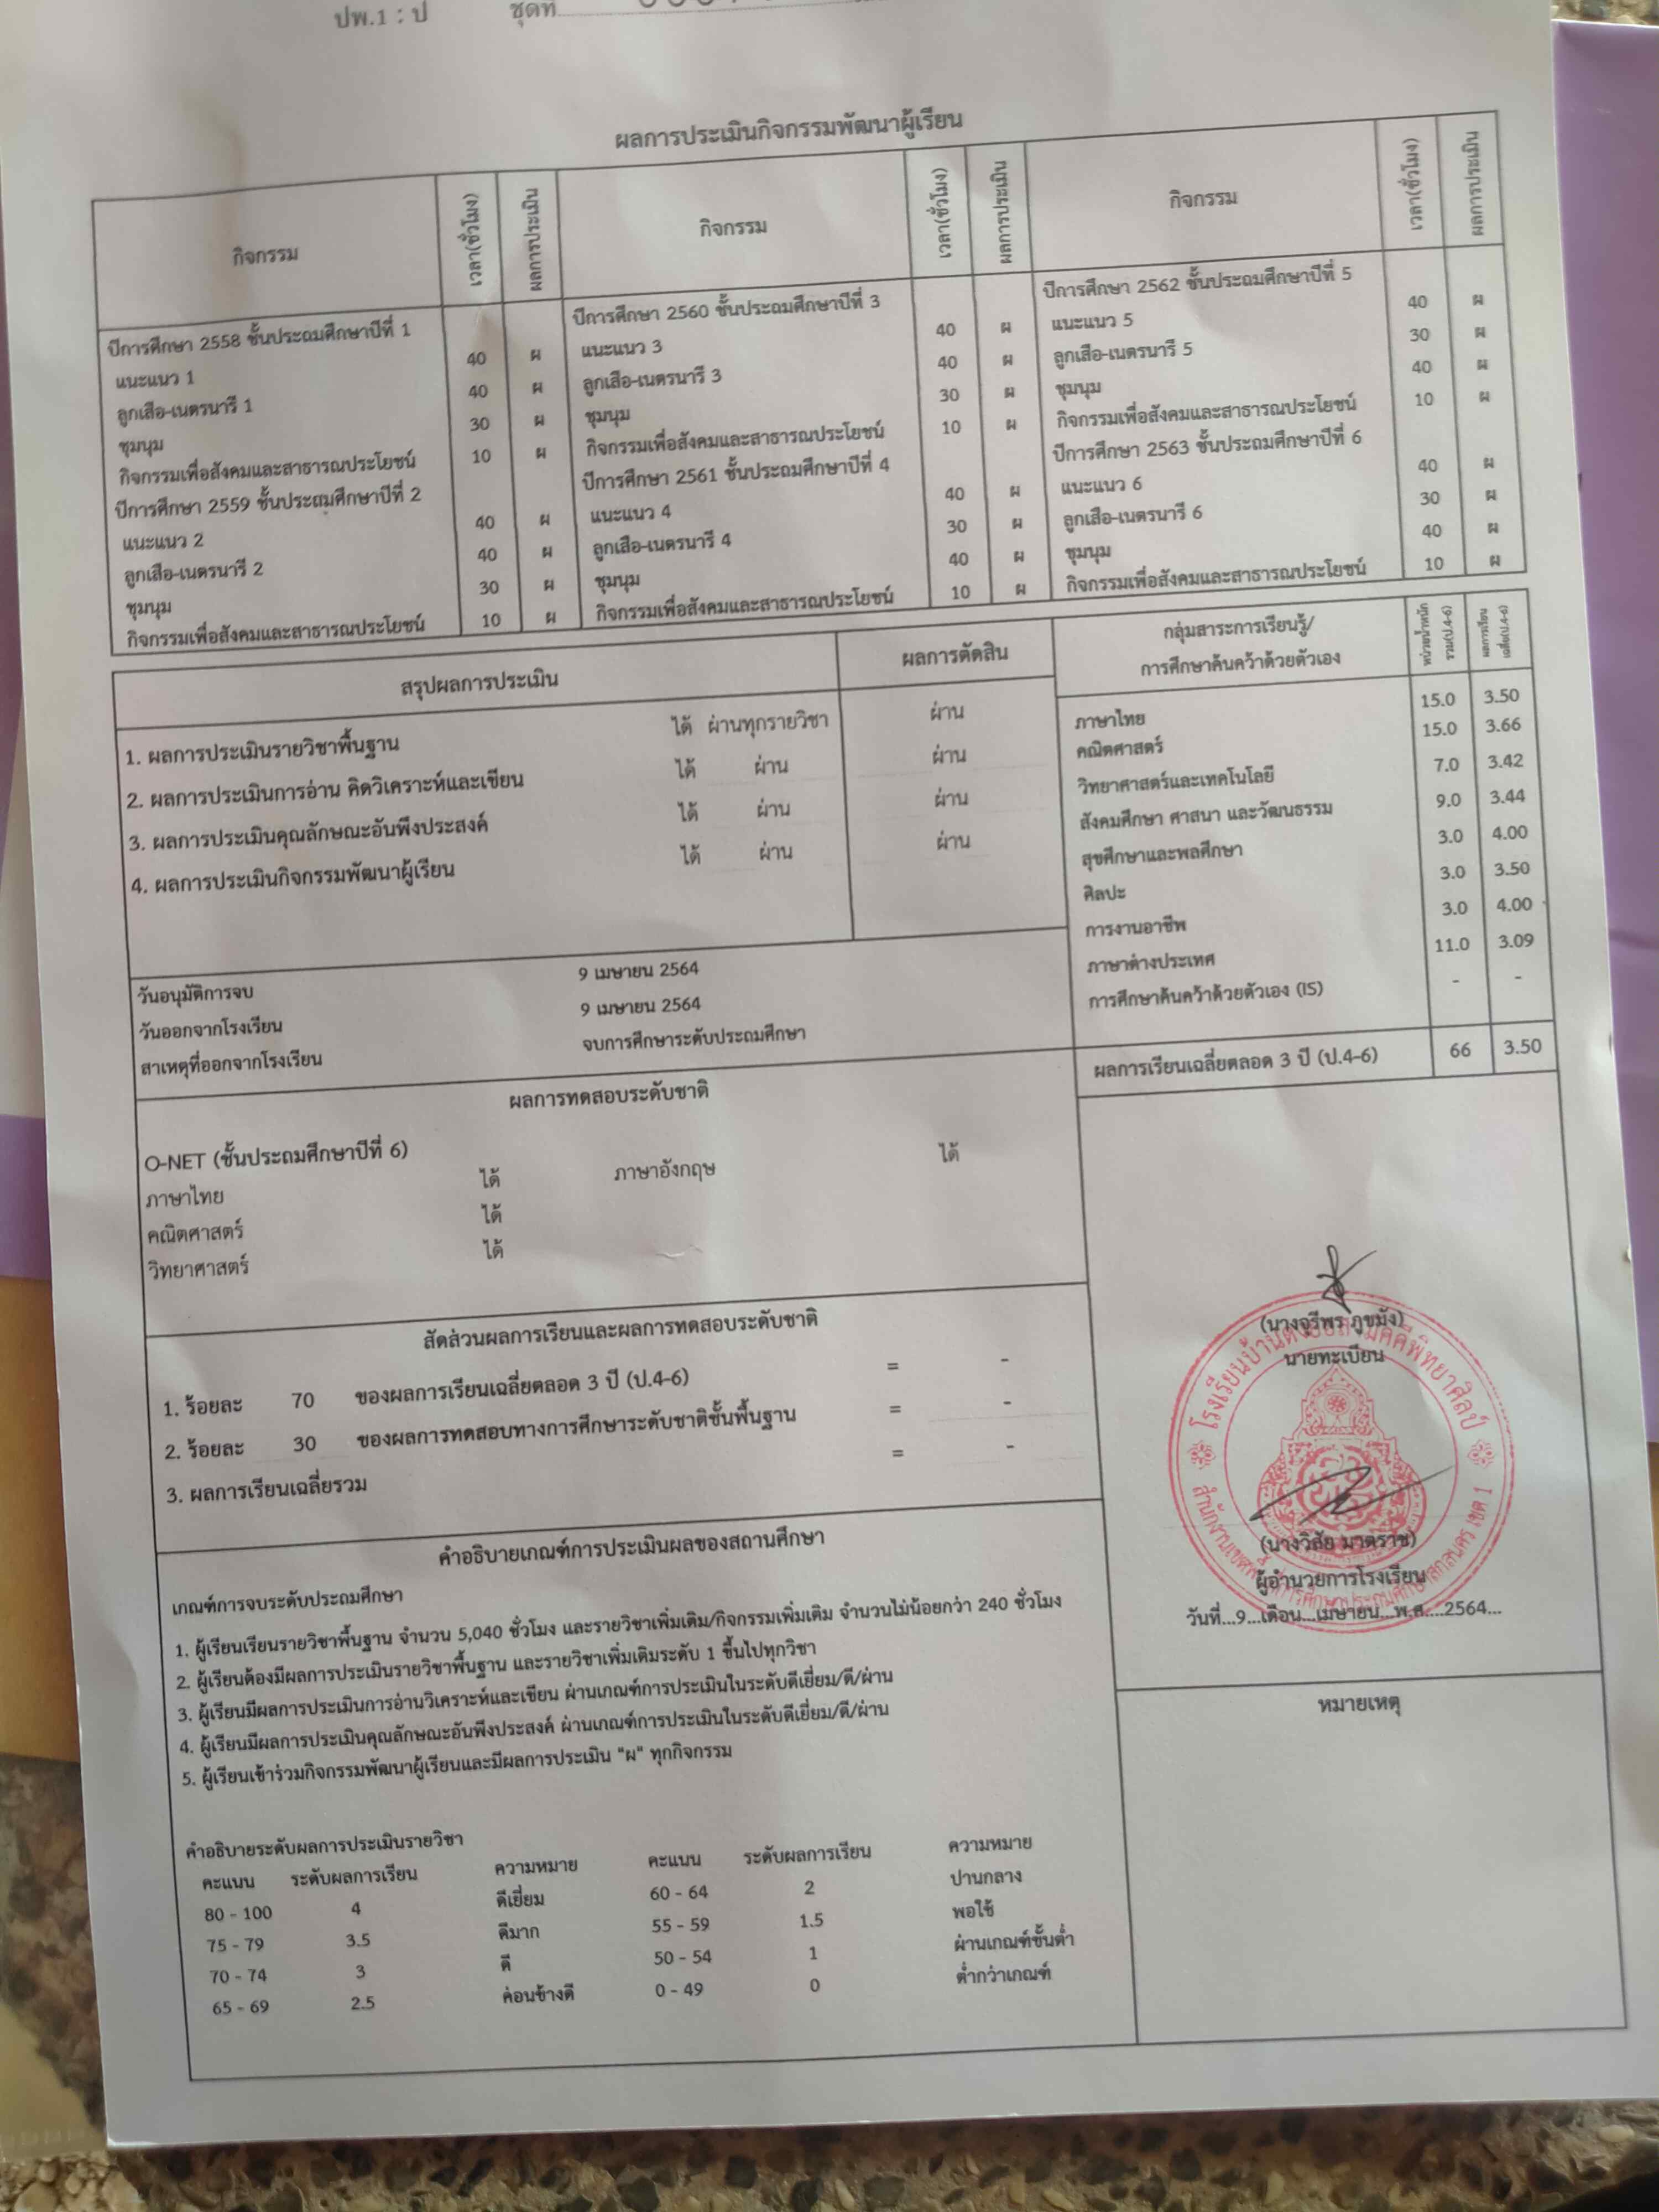 ปพ.1 : ป ชุดที่
ผลการประเมินกิจกรรมพัฒนาผู้เรียน
กิจกรรม เวลา(ชั่วโมง) ผลการประเมิน กิจกรรม เวลา(ชั่วโมง) ผลการประเมิน กิจกรรม เวลา(ชั่วโมง) ผลการประเมิน
ปีการศึกษา 2558 ชั้นประถมศึกษาปีที่ 1
แนะแนว 1 40 ผ
ลูกเสือ-เนตรนารี 1 40 ผ
ชุมนุม 30 ผ
กิจกรรมเพื่อสังคมและสาธารณประโยชน์ 10 ผ
ปีการศึกษา 2559 ชั้นประถมศึกษาปีที่ 2
แนะแนว 2 40 ผ
ลูกเสือ-เนตรนารี 2 40 ผ
ชุมนุม 30 ผ
กิจกรรมเพื่อสังคมและสาธารณประโยชน์ 10 ผ
ปีการศึกษา 2560 ชั้นประถมศึกษาปีที่ 3
แนะแนว 3 40 ผ
ลูกเสือ-เนตรนารี 3 40 ผ
ชุมนุม 30 ผ
กิจกรรมเพื่อสังคมและสาธารณประโยชน์ 10 ผ
ปีการศึกษา 2561 ชั้นประถมศึกษาปีที่ 4
แนะแนว 4 40 ผ
ลูกเสือ-เนตรนารี 4 30 ผ
ชุมนุม 40 ผ
กิจกรรมเพื่อสังคมและสาธารณประโยชน์ 10 ผ
ปีการศึกษา 2562 ชั้นประถมศึกษาปีที่ 5
แนะแนว 5 40 ผ
ลูกเสือ-เนตรนารี 5 30 ผ
ชุมนุม 40 ผ
กิจกรรมเพื่อสังคมและสาธารณประโยชน์ 10 ผ
ปีการศึกษา 2563 ชั้นประถมศึกษาปีที่ 6
แนะแนว 6 40 ผ
ลูกเสือ-เนตรนารี 6 30 ผ
ชุมนุม 40 ผ
กิจกรรมเพื่อสังคมและสาธารณประโยชน์ 10 ผ
สรุปผลการประเมิน ผลการตัดสิน
1. ผลการประเมินรายวิชาพื้นฐาน ได้ ผ่านทุกรายวิชา ผ่าน
2. ผลการประเมินการอ่าน คิดวิเคราะห์และเขียน ได้ ผ่าน ผ่าน
3. ผลการประเมินคุณลักษณะอันพึงประสงค์ ได้ ผ่าน ผ่าน
4. ผลการประเมินกิจกรรมพัฒนาผู้เรียน ได้ ผ่าน ผ่าน
วันอนุมัติการจบ 9 เมษายน 2564
วันออกจากโรงเรียน 9 เมษายน 2564
สาเหตุที่ออกจากโรงเรียน จบการศึกษาระดับประถมศึกษา
กลุ่มสาระการเรียนรู้/
การศึกษาค้นคว้าด้วยตัวเอง
หน่วยน้ำหนัก
รวม(ป.4-6)
ผลการเรียน
เฉลี่ย(ป.4-6)
ภาษาไทย 15.0 3.50
คณิตศาสตร์ 15.0 3.66
วิทยาศาสตร์และเทคโนโลยี 7.0 3.42
สังคมศึกษา ศาสนา และวัฒนธรรม 9.0 3.44
สุขศึกษาและพลศึกษา 3.0 4.00
ศิลปะ 3.0 3.50
การงานอาชีพ 3.0 4.00
ภาษาต่างประเทศ 11.0 3.09
การศึกษาค้นคว้าด้วยตัวเอง (IS) - -
ผลการเรียนเฉลี่ยตลอด 3 ปี (ป.4-6) 66 3.50
ผลการทดสอบระดับชาติ
O-NET (ชั้นประถมศึกษาปีที่ 6)
ภาษาไทย ได้ ภาษาอังกฤษ ได้
คณิตศาสตร์ ได้
วิทยาศาสตร์ ได้
สัดส่วนผลการเรียนและผลการทดสอบระดับชาติ
1. ร้อยละ 70 ของผลการเรียนเฉลี่ยตลอด 3 ปี (ป.4-6) = -
2. ร้อยละ 30 ของผลการทดสอบทางการศึกษาระดับชาติขั้นพื้นฐาน = -
3. ผลการเรียนเฉลี่ยรวม = -
(นางจุรีพร ภูขมัง)
นายทะเบียน
(นางวิสัย มาตราช)
ผู้อำนวยการโรงเรียน
วันที่...9...เดือน...เมษายน...พ.ศ....2564...
หมายเหตุ
คำอธิบายเกณฑ์การประเมินผลของสถานศึกษา
เกณฑ์การจบระดับประถมศึกษา
1. ผู้เรียนเรียนรายวิชาพื้นฐาน จำนวน 5,040 ชั่วโมง และรายวิชาเพิ่มเติม/กิจกรรมเพิ่มเติม จำนวนไม่น้อยกว่า 240 ชั่วโมง
2. ผู้เรียนต้องมีผลการประเมินรายวิชาพื้นฐาน และรายวิชาเพิ่มเติมระดับ 1 ขึ้นไปทุกวิชา
3. ผู้เรียนมีผลการประเมินการอ่านวิเคราะห์และเขียน ผ่านเกณฑ์การประเมินในระดับดีเยี่ยม/ดี/ผ่าน
4. ผู้เรียนมีผลการประเมินคุณลักษณะอันพึงประสงค์ ผ่านเกณฑ์การประเมินในระดับดีเยี่ยม/ดี/ผ่าน
5. ผู้เรียนเข้าร่วมกิจกรรมพัฒนาผู้เรียนและมีผลการประเมิน "ผ" ทุกกิจกรรม
คำอธิบายระดับผลการประเมินรายวิชา
คะแนน ระดับผลการเรียน ความหมาย คะแนน ระดับผลการเรียน ความหมาย
80 - 100 4 ดีเยี่ยม 60 - 64 2 ปานกลาง
75 - 79 3.5 ดีมาก 55 - 59 1.5 พอใช้
70 - 74 3 ดี 50 - 54 1 ผ่านเกณฑ์ขั้นต่ำ
65 - 69 2.5 ค่อนข้างดี 0 - 49 0 ต่ำกว่าเกณฑ์